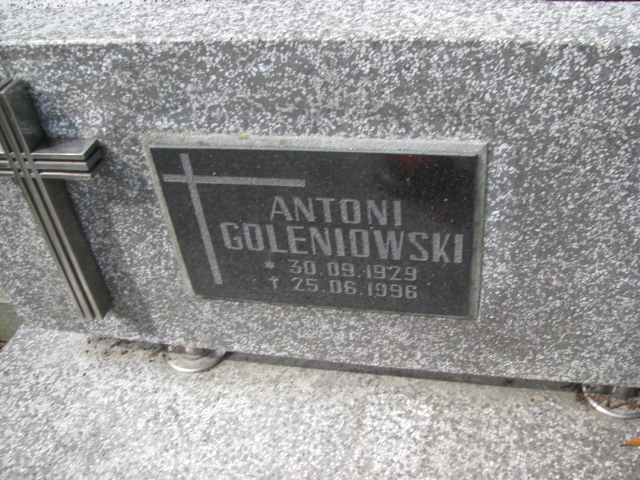 ANTONI
GOLENIOWSKI
* 30.09.1929
† 25.06.1996